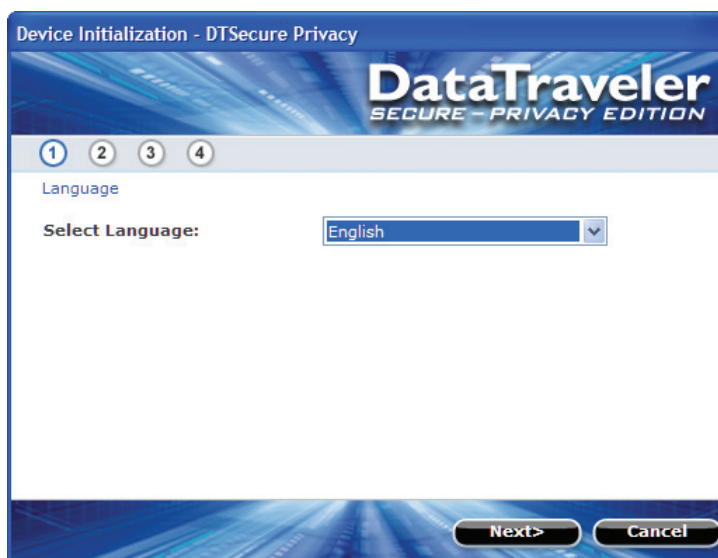 Device Initialization - DTSecure Privacy
DataTraveler
SECURE - PRIVACY EDITION
1 2 3 4
Language
Select Language: English
Next> Cancel